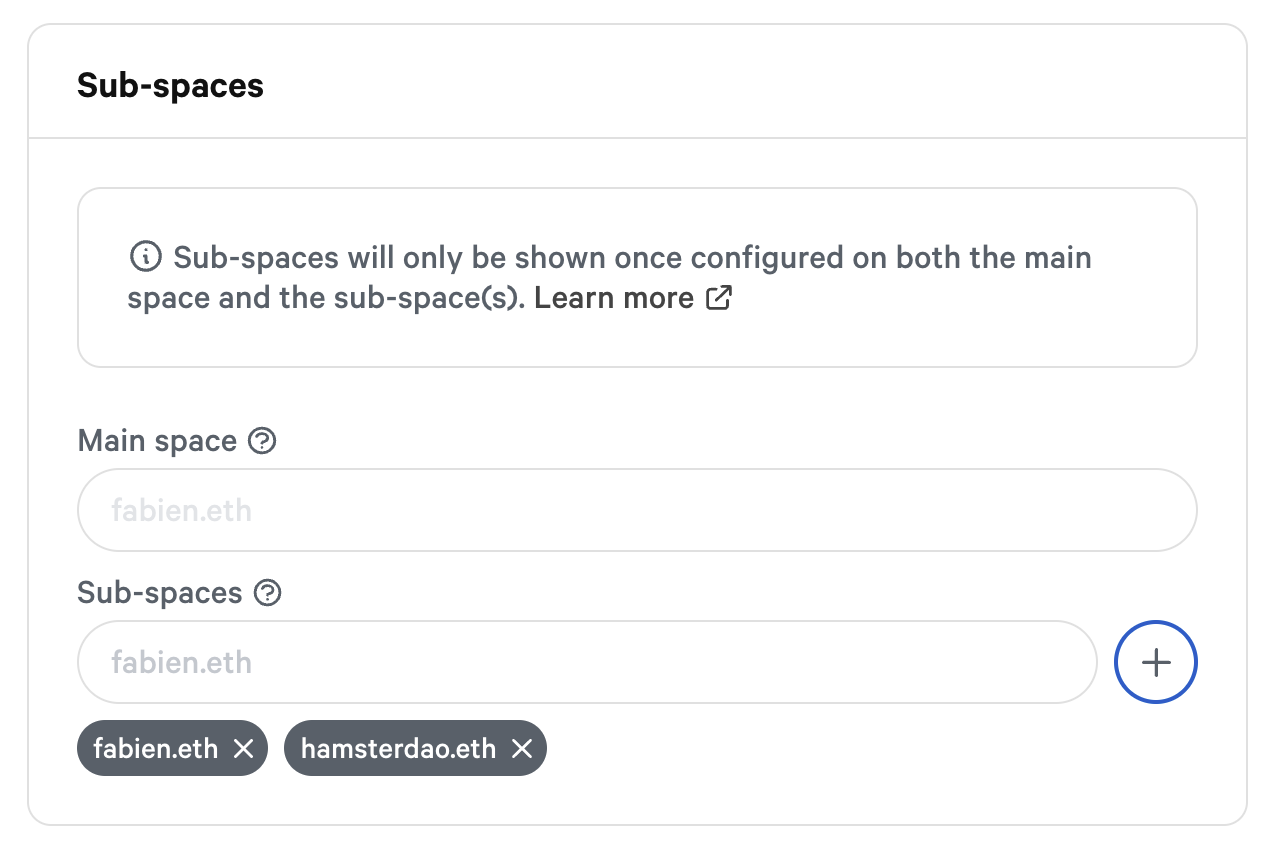 Sub-spaces
Sub-spaces will only be shown once configured on both the main
space and the sub-space(s). Learn more
Main space
fabien.eth
Sub-spaces
fabien.eth
fabien.eth hamsterdao.eth